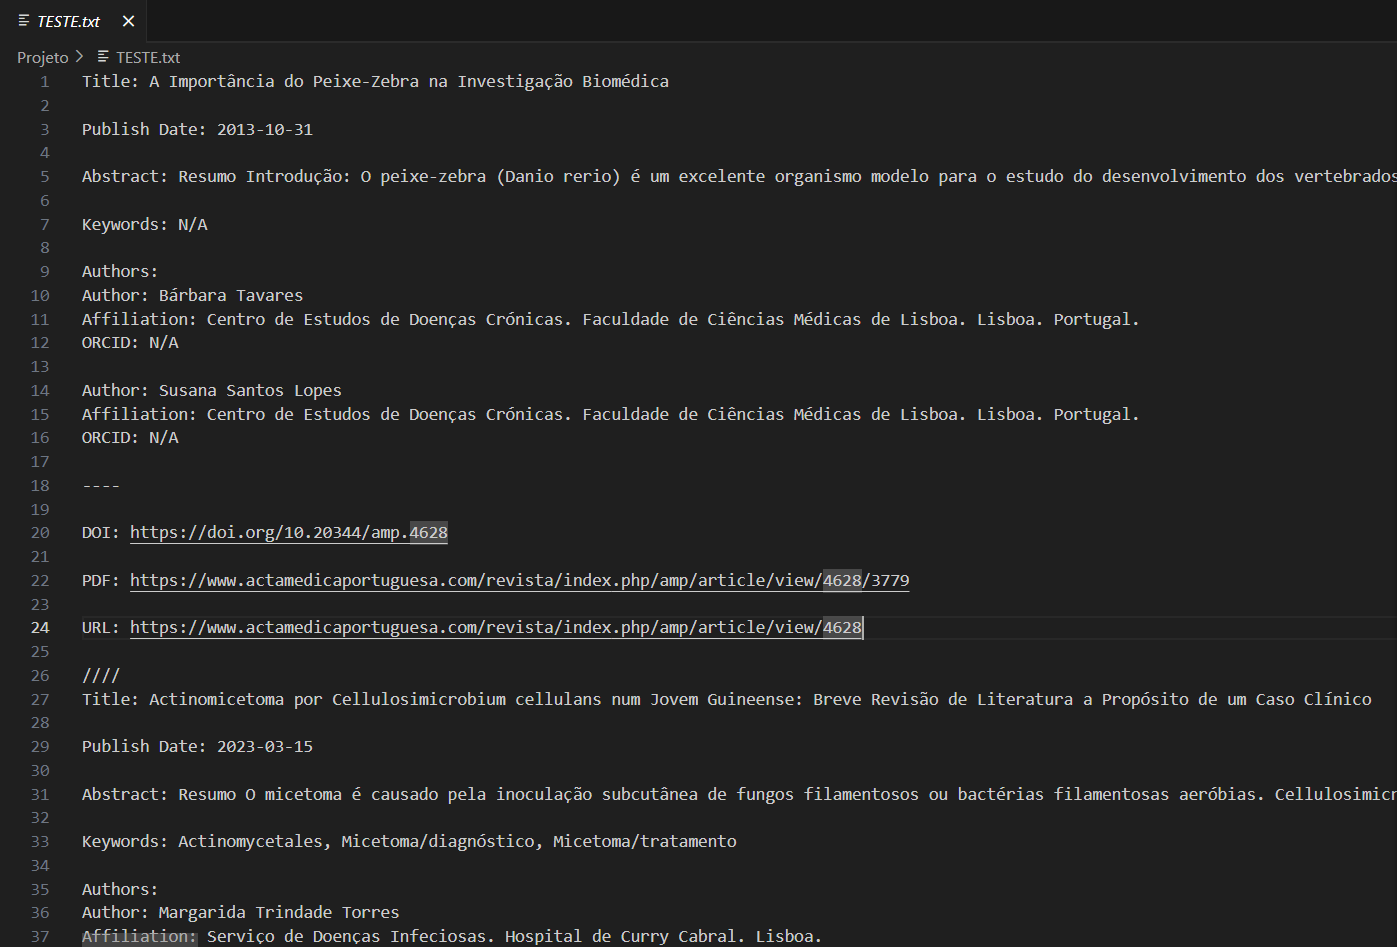 TESTE.txt
Projeto > TESTE.txt
1 Title: A Importância do Peixe-Zebra na Investigação Biomédica
2
3 Publish Date: 2013-10-31
4
5 Abstract: Resumo Introdução: O peixe-zebra (Danio rerio) é um excelente organismo modelo para o estudo do desenvolvimento dos vertebrados
6
7 Keywords: N/A
8
9 Authors:
10 Author: Bárbara Tavares
11 Affiliation: Centro de Estudos de Doenças Crónicas. Faculdade de Ciências Médicas de Lisboa. Lisboa. Portugal.
12 ORCID: N/A
13
14 Author: Susana Santos Lopes
15 Affiliation: Centro de Estudos de Doenças Crónicas. Faculdade de Ciências Médicas de Lisboa. Lisboa. Portugal.
16 ORCID: N/A
17
18 ----
19
20 DOI: https://doi.org/10.20344/amp.4628
21
22 PDF: https://www.actamedicaportuguesa.com/revista/index.php/amp/article/view/4628/3779
23
24 URL: https://www.actamedicaportuguesa.com/revista/index.php/amp/article/view/4628
25
26 ////
27 Title: Actinomicetoma por Cellulosimicrobium cellulans num Jovem Guineense: Breve Revisão de Literatura a Propósito de um Caso Clínico
28
29 Publish Date: 2023-03-15
30
31 Abstract: Resumo O micetoma é causado pela inoculação subcutânea de fungos filamentosos ou bactérias filamentosas aeróbias. Cellulosimicr
32
33 Keywords: Actinomycetales, Micetoma/diagnóstico, Micetoma/tratamento
34
35 Authors:
36 Author: Margarida Trindade Torres
37 Affiliation: Serviço de Doenças Infeciosas. Hospital de Curry Cabral. Lisboa.